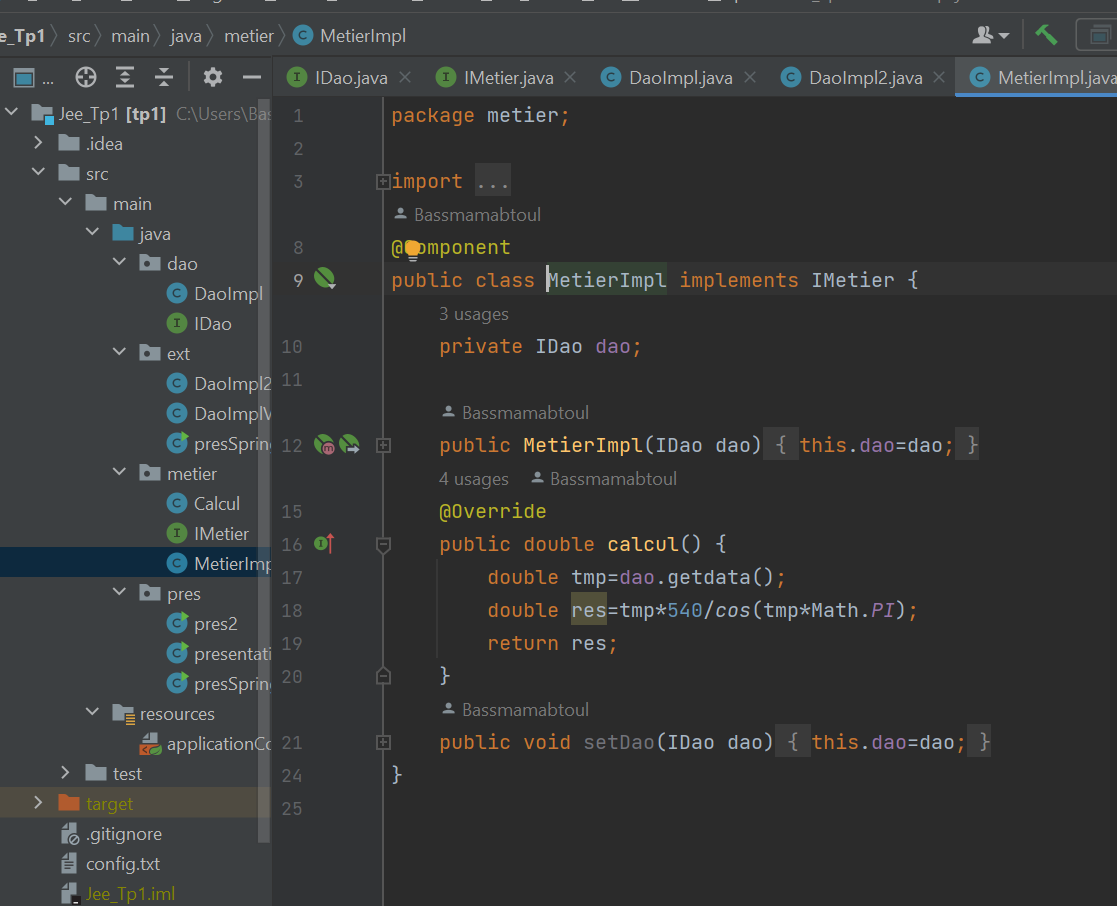 e_Tp1 > src > main > java > metier > MetierImpl
...
IDao.java IMetier.java DaoImpl.java DaoImpl2.java MetierImpl.java
Jee_Tp1 [tp1] C:\Users\Bas
.idea
src
main
java
dao
DaoImpl
IDao
ext
DaoImpl2
DaoImplV
presSpring
metier
Calcul
IMetier
MetierImp
pres
pres2
presentati
presSpring
resources
applicationCo
test
target
.gitignore
config.txt
Jee_Tp1.iml
1 package metier;
2
3 import ...
Bassmamabtoul
8 @Component
9 public class MetierImpl implements IMetier {
3 usages
10 private IDao dao;
11
Bassmamabtoul
12 public MetierImpl(IDao dao) { this.dao=dao; }
4 usages Bassmamabtoul
15 @Override
16 public double calcul() {
17 double tmp=dao.getdata();
18 double res=tmp*540/cos(tmp*Math.PI);
19 return res;
20 }
Bassmamabtoul
21 public void setDao(IDao dao) { this.dao=dao; }
24 }
25